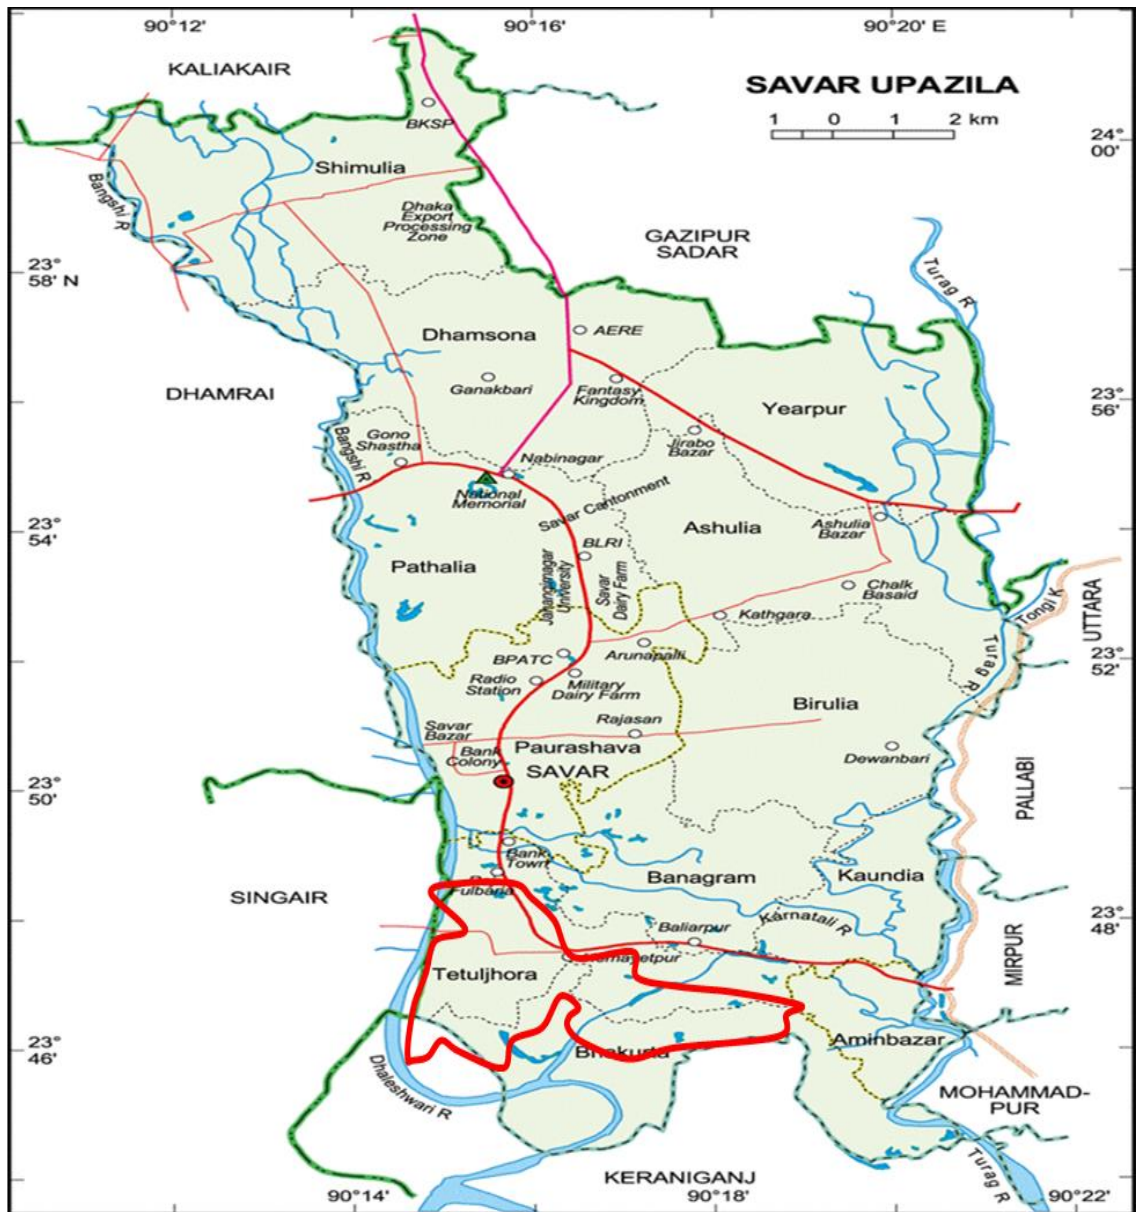 90°12'
90°16'
90°20' E
KALIAKAIR
SAVAR UPAZILA
1 0 1 2 km
BKSP
24°
00'
Shimulia
Bangshi R
Dhaka
Export
Processing
Zone
GAZIPUR
SADAR
Turag R
23°
58' N
Dhamsona
AERE
DHAMRAI
Ganakbari
Fantasy
Kingdom
Yearpur
23°
56'
Gono
Shastha
Bangshi R
Jirabo
Bazar
Nabinagar
National
Memorial
Savar Cantonment
Ashulia
Ashulia
Bazar
23°
54'
BLRI
Pathalia
Jahangirnagar
University
Savar
Dairy Farm
Chalk
Basaid
Kathgara
Tongi K
UTTARA
BPATC
Arunapalli
Turag R
23°
52'
Radio
Station
Military
Dairy Farm
Birulia
Savar
Bazar
Rajasan
Paurashava
Bank
Colony
SAVAR
Dewanbari
23°
50'
PALLABI
Bank
Town
Fulbaria
Banagram
Kaundia
SINGAIR
Karnatali R
Baliarpur
23°
48'
MIRPUR
Hemayetpur
Tetuljhora
23°
46'
Bhakurta
Aminbazar
Dhaleshwari R
MOHAMMAD-
PUR
KERANIGANJ
Turag R
90°14'
90°18'
90°22'